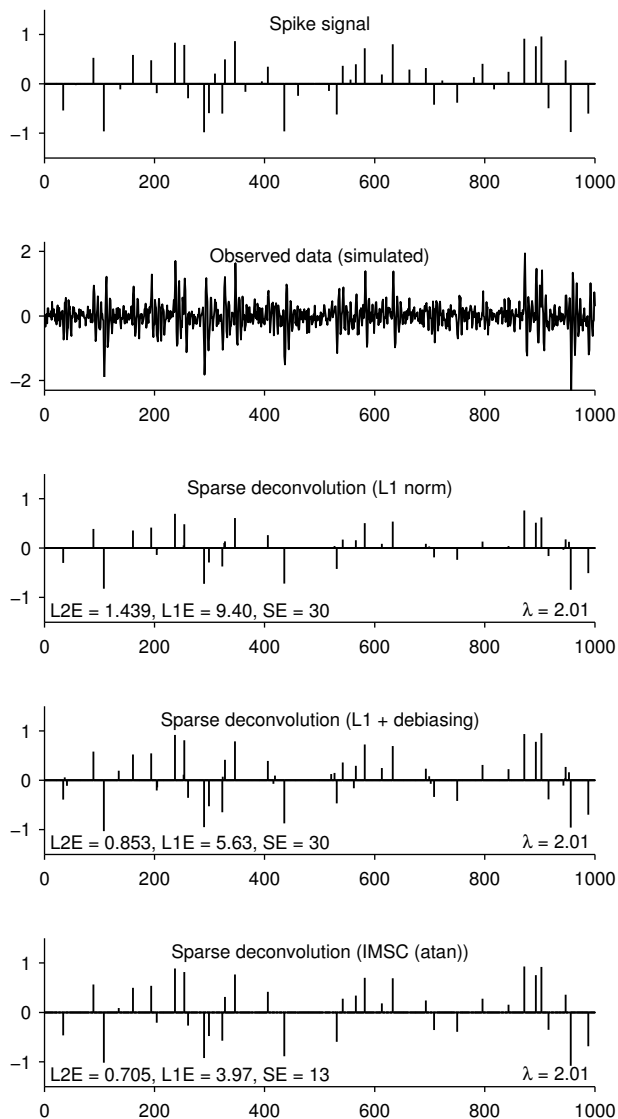 Spike signal
1
0
−1
0 200 400 600 800 1000
Observed data (simulated)
2
0
−2
0 200 400 600 800 1000
Sparse deconvolution (L1 norm)
1
0
−1
L2E = 1.439, L1E = 9.40, SE = 30 λ = 2.01
0 200 400 600 800 1000
Sparse deconvolution (L1 + debiasing)
1
0
−1
L2E = 0.853, L1E = 5.63, SE = 30 λ = 2.01
0 200 400 600 800 1000
Sparse deconvolution (IMSC (atan))
1
0
−1
L2E = 0.705, L1E = 3.97, SE = 13 λ = 2.01
0 200 400 600 800 1000